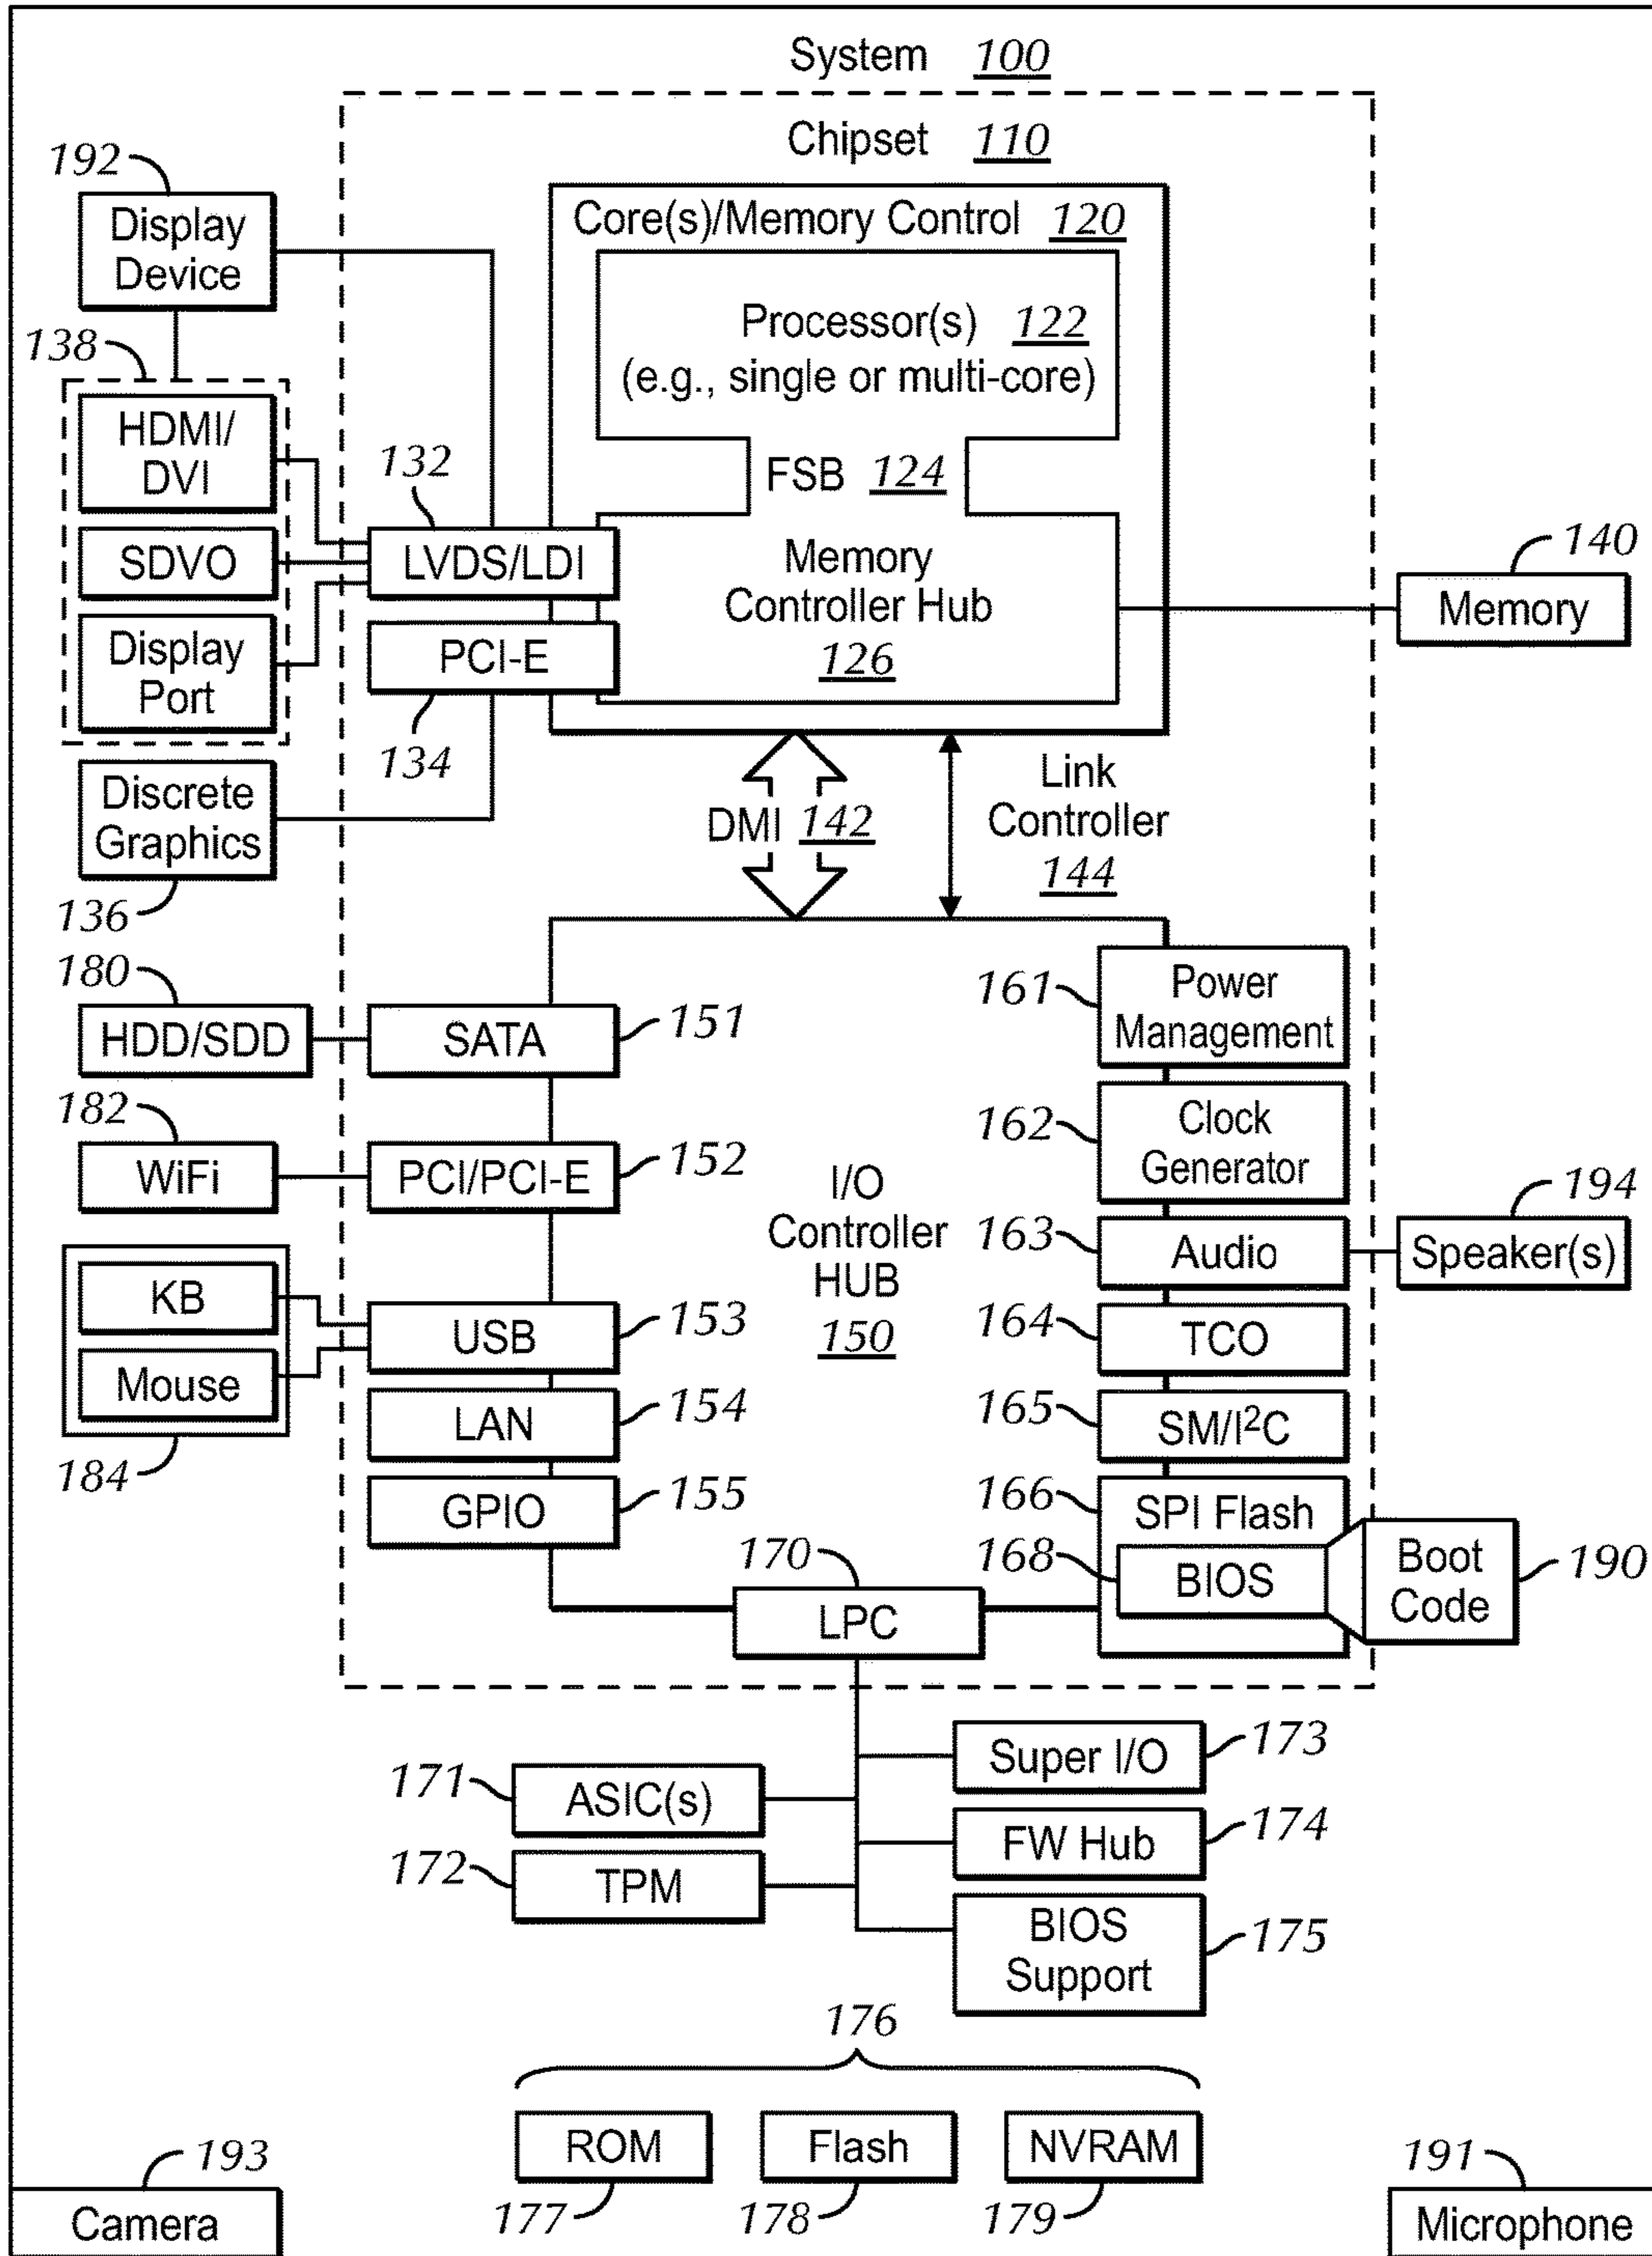 System 100
Chipset 110
192
Display
Device
Core(s)/Memory Control 120
Processor(s) 122
(e.g., single or multi-core)
138
HDMI/
DVI
SDVO
Display
Port
132
LVDS/LDI
FSB 124
Memory
Controller Hub
126
140
Memory
PCI-E
134
Discrete
Graphics
136
DMI 142
Link
Controller
144
180
HDD/SDD
SATA
151
182
WiFi
PCI/PCI-E
152
KB
Mouse
184
USB
153
LAN
154
GPIO
155
I/O
Controller
HUB
150
161
Power
Management
162
Clock
Generator
163
Audio
194
Speaker(s)
164
TCO
165
SM/I²C
166
SPI Flash
168
BIOS
Boot
Code
190
170
LPC
171
ASIC(s)
172
TPM
Super I/O
173
FW Hub
174
BIOS
Support
175
176
ROM
177
Flash
178
NVRAM
179
193
Camera
191
Microphone